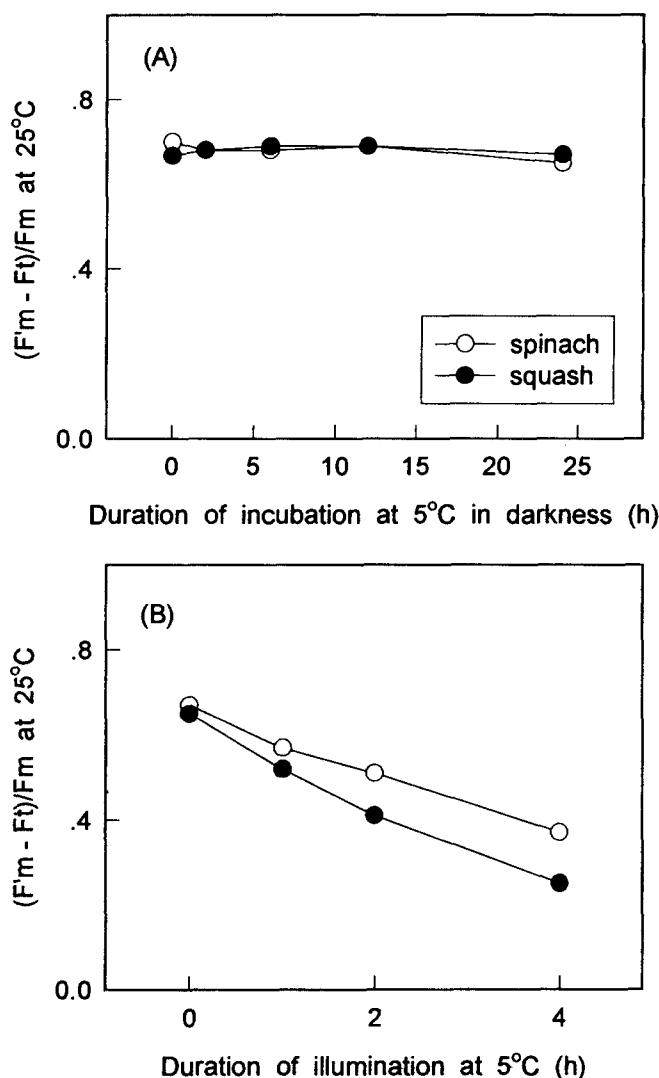 (A)
.8
.4
0.0
(F'm - Ft)/Fm at 25°C
spinach
squash
0 5 10 15 20 25
Duration of incubation at 5°C in darkness (h)
(B)
.8
.4
0.0
(F'm - Ft)/Fm at 25°C
0 2 4
Duration of illumination at 5°C (h)